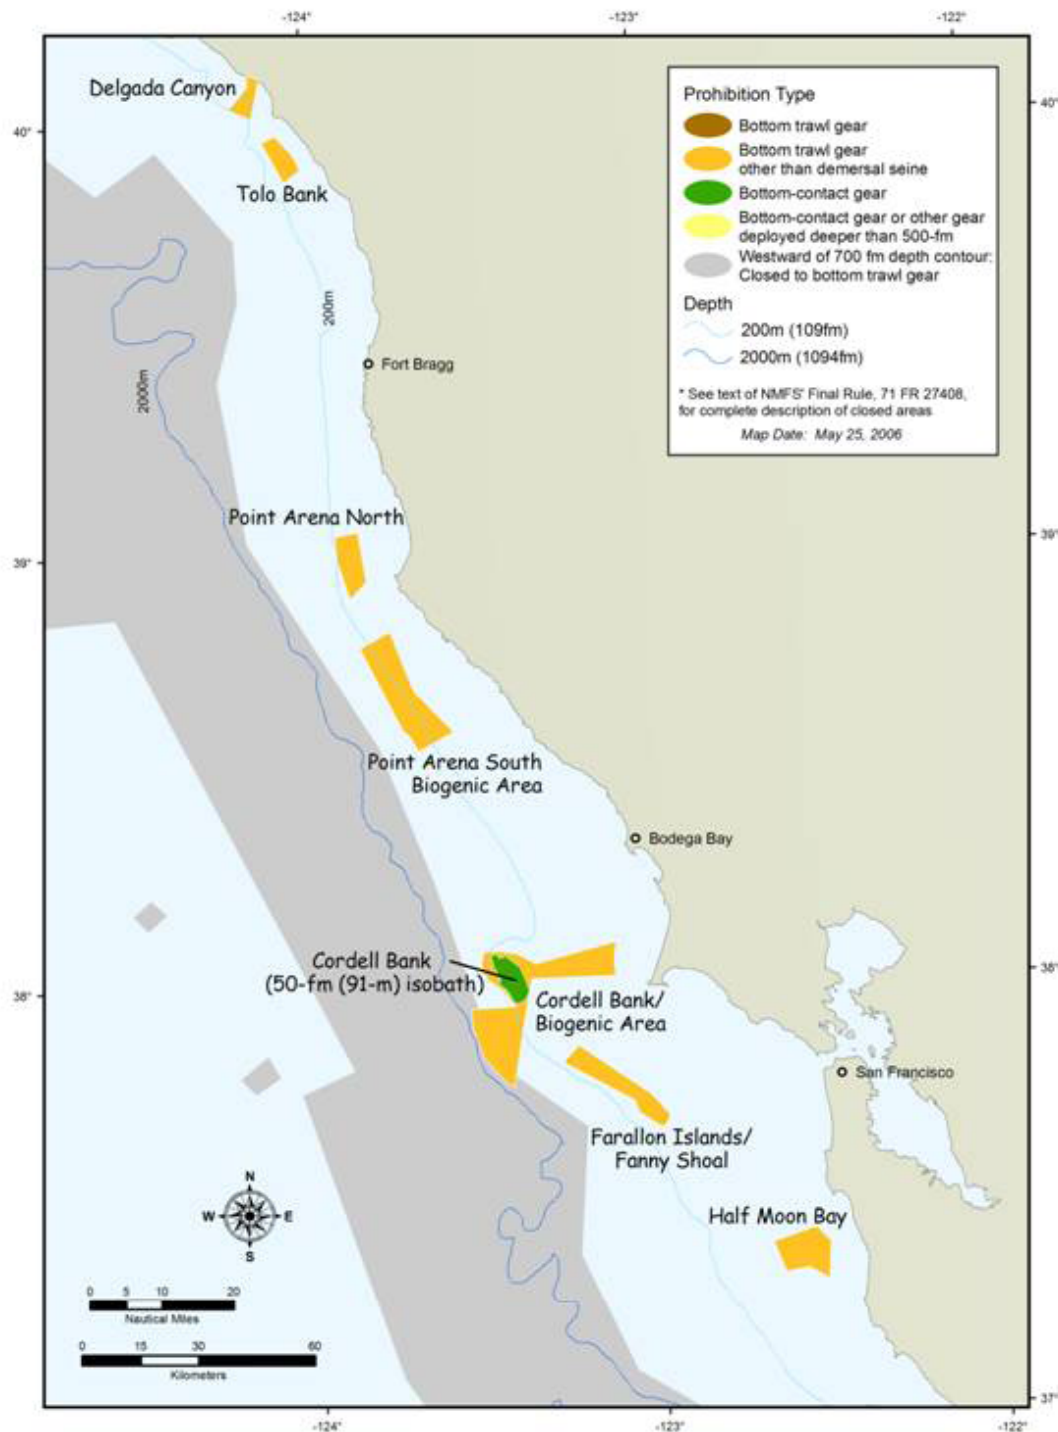 -124°
-123°
-122°
Delgada Canyon
Tolo Bank
40°
40°
Prohibition Type
Bottom trawl gear
Bottom trawl gear
other than demersal seine
Bottom-contact gear
Bottom-contact gear or other gear
deployed deeper than 500-fm
Westward of 700 fm depth contour:
Closed to bottom trawl gear
Depth
200m (109fm)
2000m (1094fm)
* See text of NMFS' Final Rule, 71 FR 27408,
for complete description of closed areas
Map Date: May 25, 2006
200m
2000m
Fort Bragg
Point Arena North
39°
39°
Point Arena South
Biogenic Area
Bodega Bay
Cordell Bank
(50-fm (91-m) isobath)
38°
38°
Cordell Bank/
Biogenic Area
San Francisco
Farallon Islands/
Fanny Shoal
Half Moon Bay
N
W
E
S
0 5 10 20
Nautical Miles
0 15 30 60
Kilometers
37°
-124°
-123°
-122°